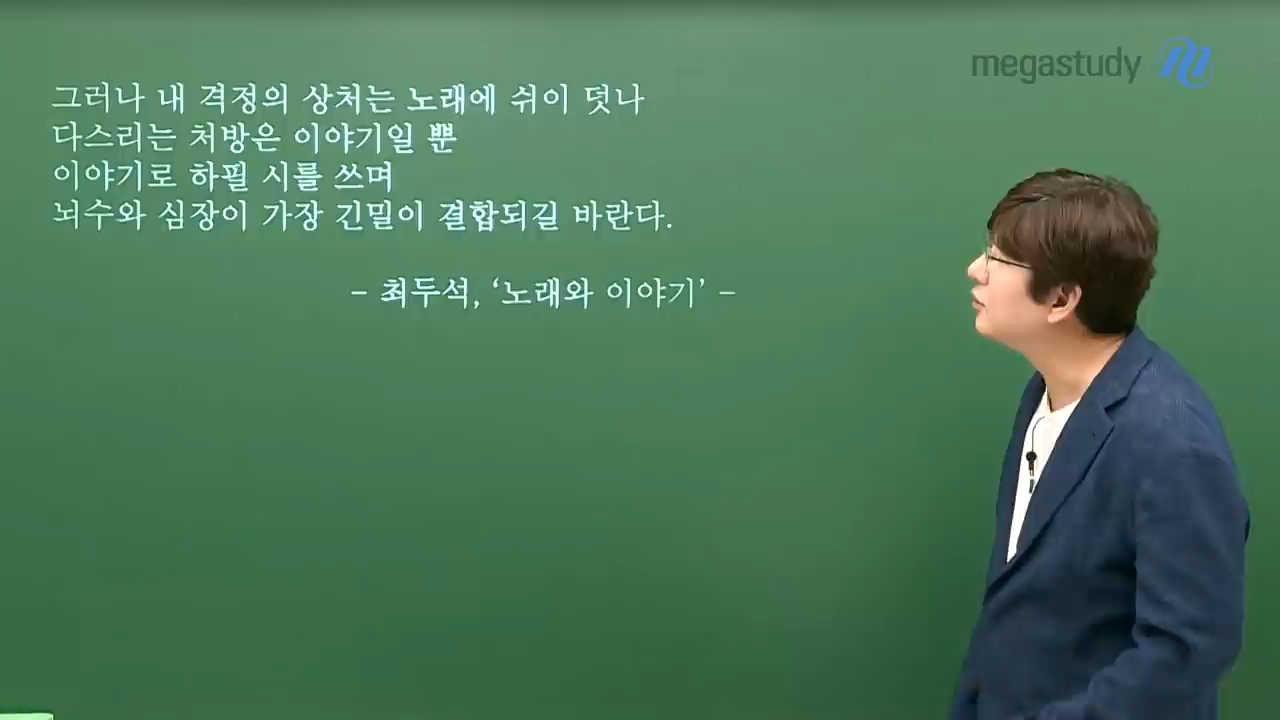 megastudy
그러나 내 격정의 상처는 노래에 쉬이 덧나
다스리는 처방은 이야기일 뿐
이야기로 하필 시를 쓰며
뇌수와 심장이 가장 긴밀이 결합되길 바란다.
– 최두석, ‘노래와 이야기’ –